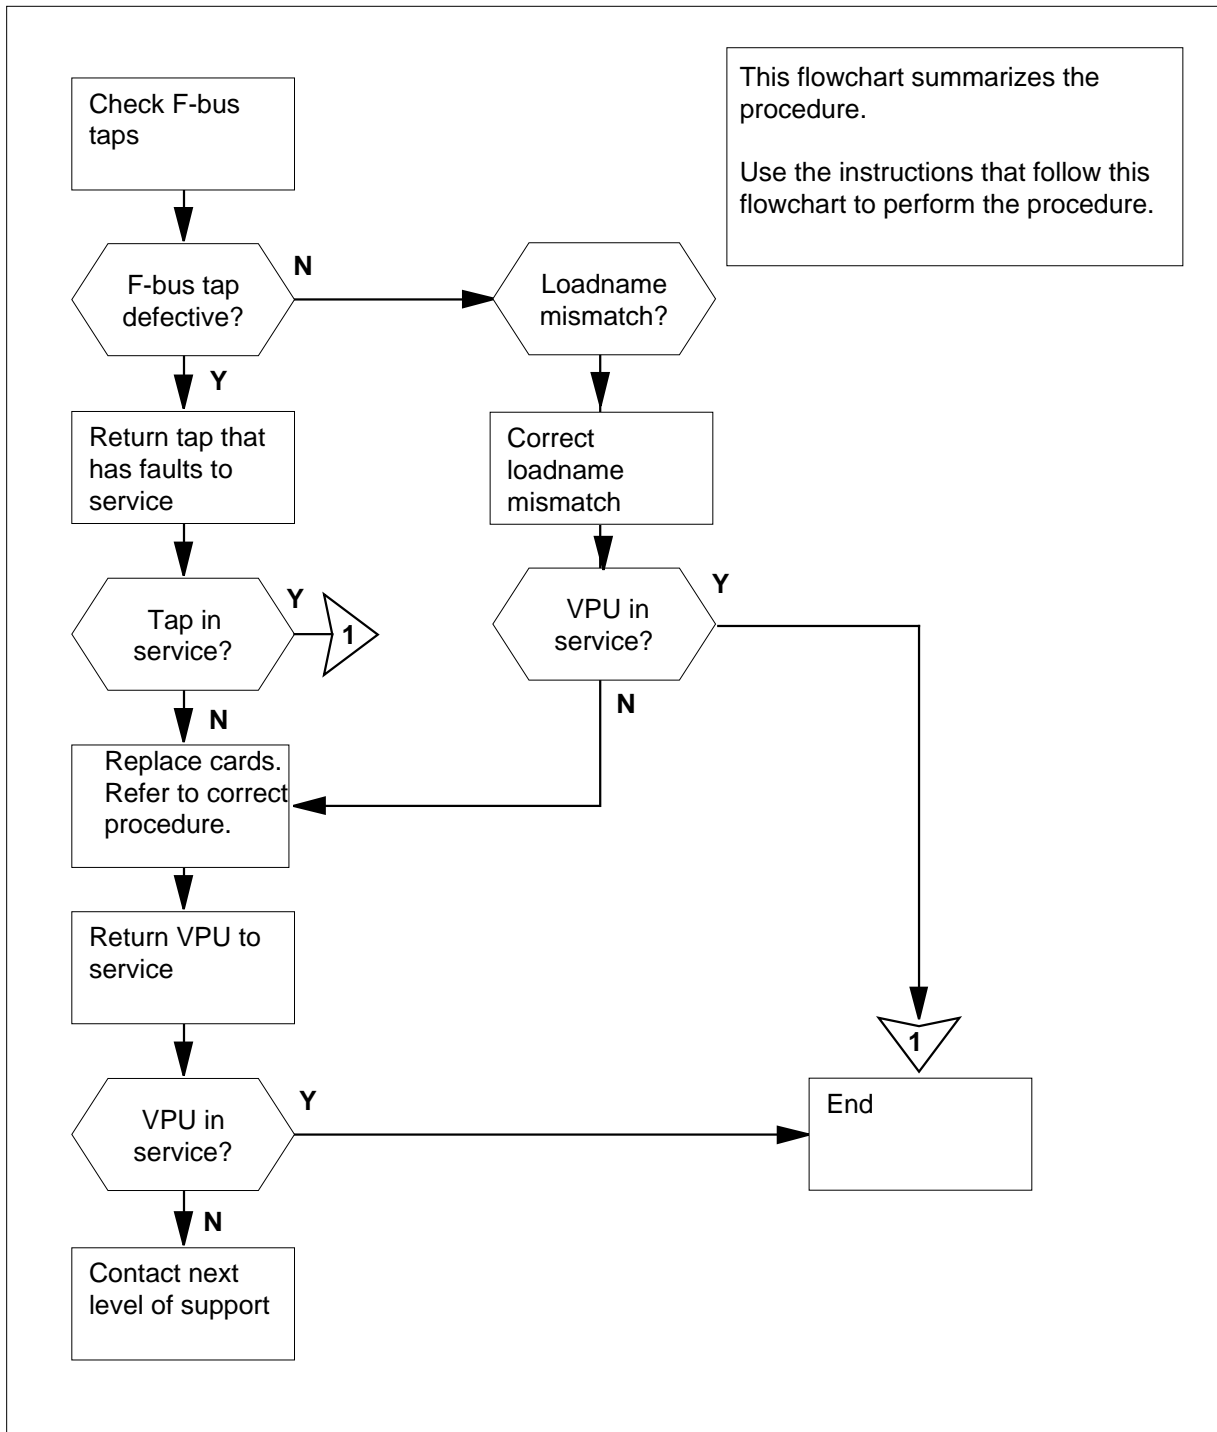 Check F-bus
taps
This flowchart summarizes the
procedure.
Use the instructions that follow this
flowchart to perform the procedure.
F-bus tap
defective?
N
Loadname
mismatch?
Y
Return tap that
has faults to
service
Correct
loadname
mismatch
Tap in
service?
Y
1
VPU in
service?
Y
N
N
Replace cards.
Refer to correct
procedure.
Return VPU to
service
1
VPU in
service?
Y
End
N
Contact next
level of support